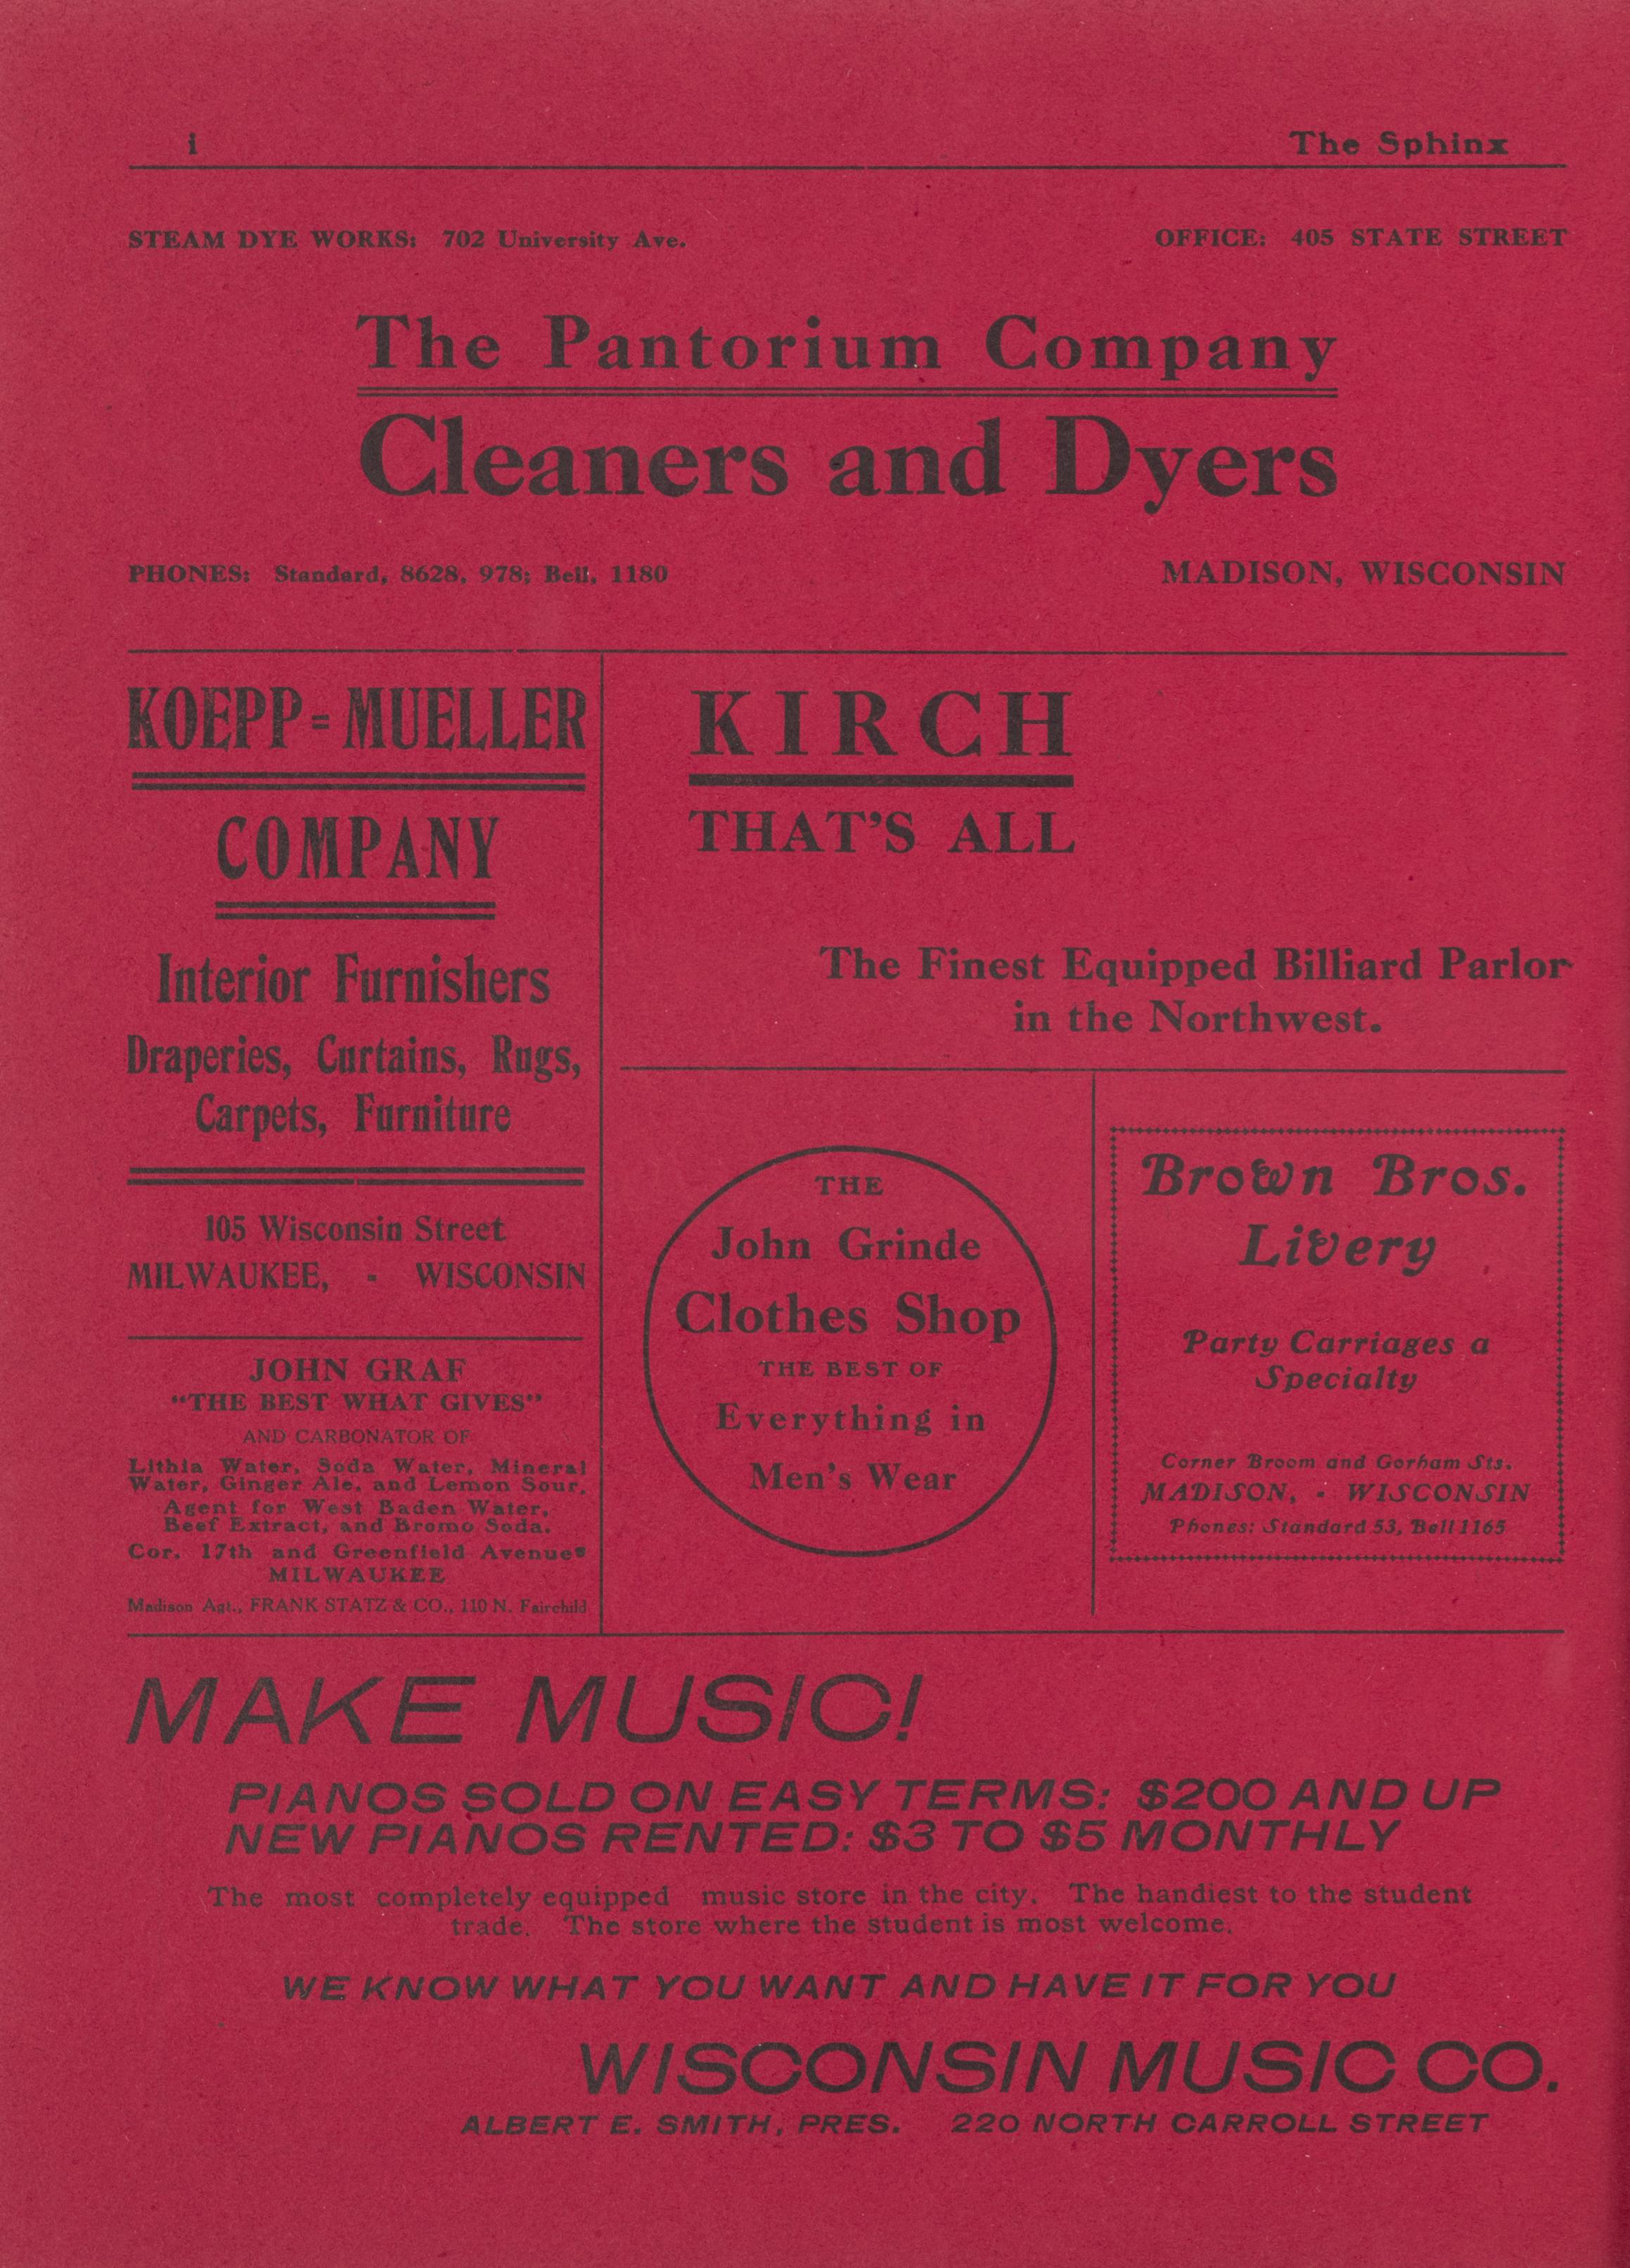 i
The Sphinx
STEAM DYE WORKS: 702 University Ave.
OFFICE: 405 STATE STREET
The Pantorium Company
Cleaners and Dyers
PHONES: Standard, 8628, 978; Bell, 1180
MADISON, WISCONSIN
KOEPP=MUELLER
COMPANY
Interior Furnishers
Draperies, Curtains, Rugs,
Carpets, Furniture
105 Wisconsin Street
MILWAUKEE, - WISCONSIN
JOHN GRAF
"THE BEST WHAT GIVES"
AND CARBONATOR OF
Lithia Water, Soda Water, Mineral
Water, Ginger Ale, and Lemon Sour,
Agent for West Baden Water,
Beef Extract, and Bromo Soda.
Cor. 17th and Greenfield Avenues
MILWAUKEE
Madison Agt., FRANK STATZ & CO., 110 N. Fairchild
KIRCH
THAT'S ALL
The Finest Equipped Billiard Parlor
in the Northwest.
THE
John Grinde
Clothes Shop
THE BEST OF
Everything in
Men's Wear
Brown Bros.
Livery
Party Carriages a
Specialty
Corner Broom and Gorham Sts.
MADISON, - WISCONSIN
Phones: Standard 53, Bell 1165
MAKE MUSIC!
PIANOS SOLD ON EASY TERMS: $200 AND UP
NEW PIANOS RENTED: $3 TO $5 MONTHLY
The most completely equipped music store in the city. The handiest to the student
trade. The store where the student is most welcome.
WE KNOW WHAT YOU WANT AND HAVE IT FOR YOU
WISCONSIN MUSIC CO.
ALBERT E. SMITH, PRES. 220 NORTH CARROLL STREET